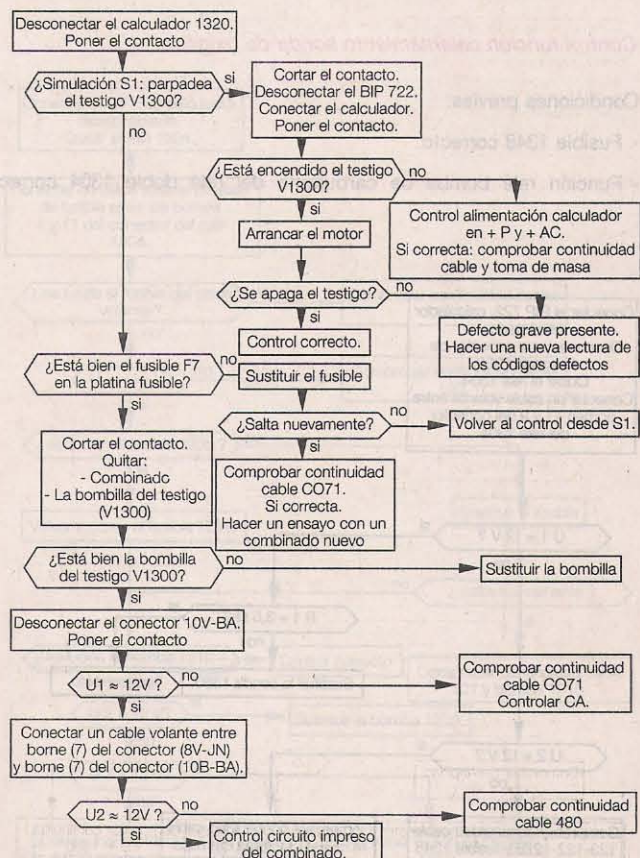 Desconectar el calculador 1320.
Poner el contacto
¿Simulación S1: parpadea
el testigo V1300?
si
no
Cortar el contacto.
Desconectar el BIP 722.
Conectar el calculador.
Poner el contacto.
¿Está encendido el testigo
V1300?
no
si
Control alimentación calculador
en + P y + AC.
Si correcta: comprobar continuidad
cable y toma de masa
Arrancar el motor
¿Se apaga el testigo?
no
si
Defecto grave presente.
Hacer una nueva lectura de
los códigos defectos
Control correcto.
¿Está bien el fusible F7
en la platina fusible?
no
si
Sustituir el fusible
¿Salta nuevamente?
no
si
Volver al control desde S1.
Cortar el contacto.
Quitar:
- Combinado
- La bombilla del testigo
(V1300)
Comprobar continuidad
cable CO71.
Si correcta.
Hacer un ensayo con un
combinado nuevo
¿Está bien la bombilla
del testigo V1300?
no
si
Sustituir la bombilla
Desconectar el conector 10V-BA.
Poner el contacto
U1 ≈ 12V ?
no
si
Comprobar continuidad
cable CO71
Controlar CA.
Conectar un cable volante entre
borne (7) del conector (8V-JN)
y borne (7) del conector (10B-BA).
U2 ≈ 12V ?
no
si
Comprobar continuidad
cable 480
Control circuito impreso
del combinado.